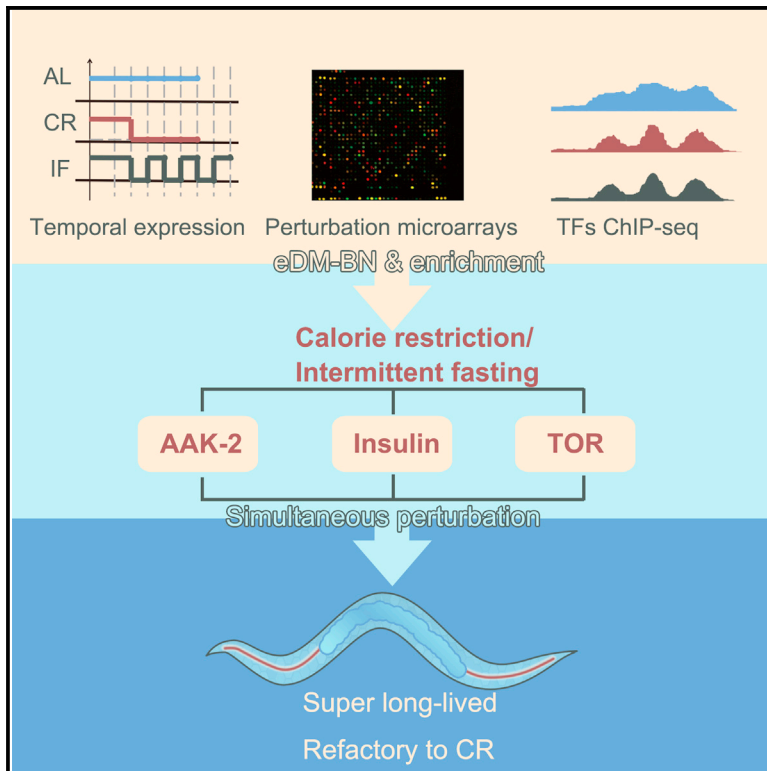 AL
CR
IF
Temporal expression
Perturbation microarrays
TFs ChIP-seq
eDM-BN & enrichment
Calorie restriction/
Intermittent fasting
AAK-2
Insulin
TOR
Simultaneous perturbation
Super long-lived
Refactory to CR